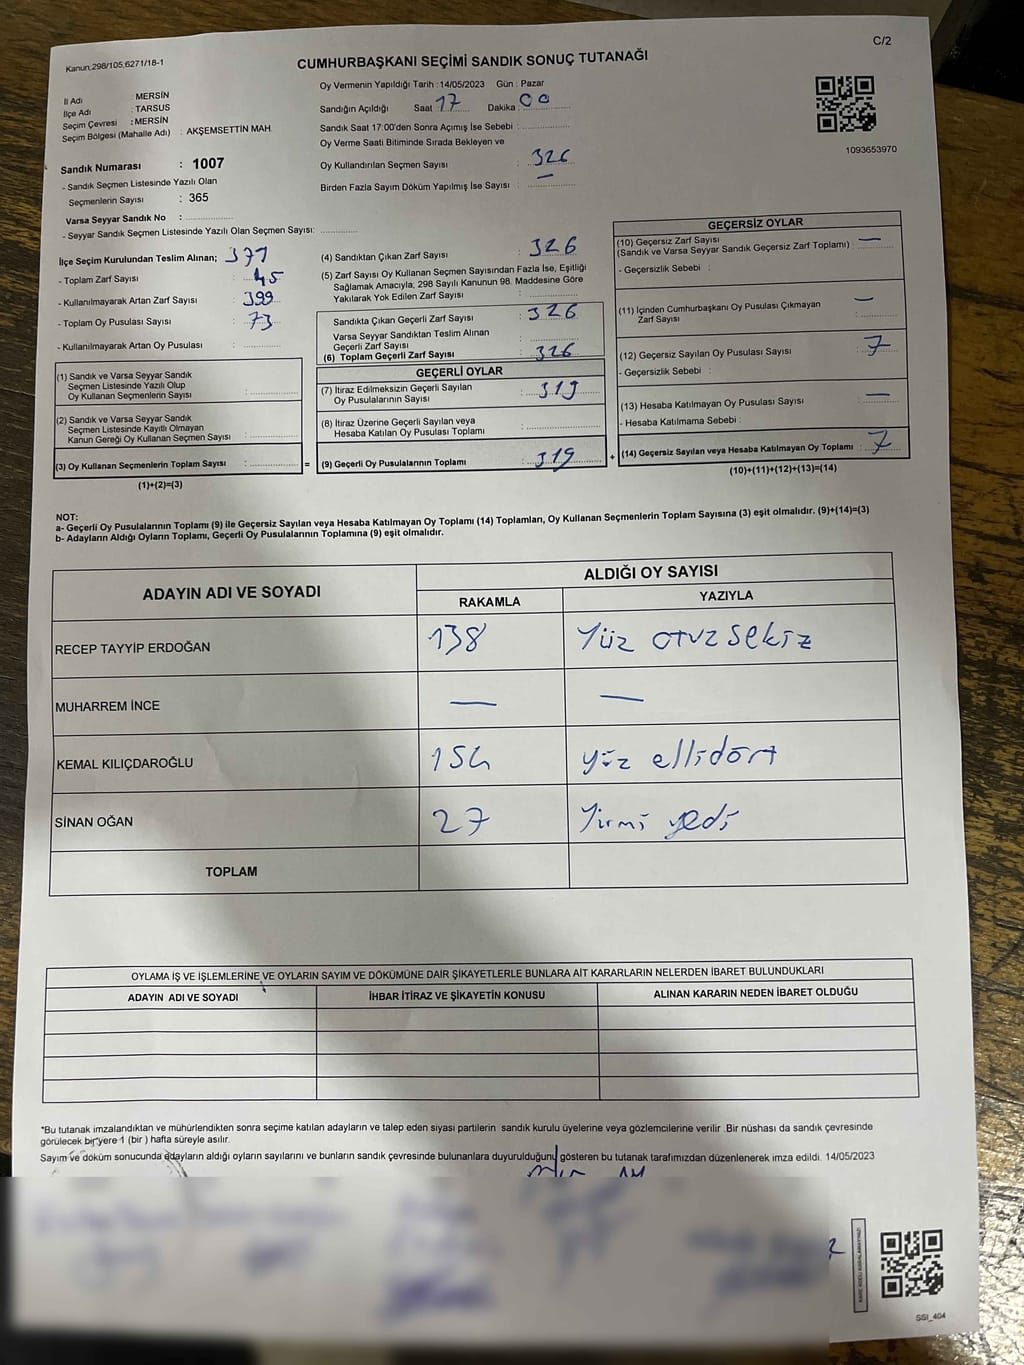 Kanun;298/105;6271/18-1
C/2
CUMHURBAŞKANI SEÇİMİ SANDIK SONUÇ TUTANAĞI
İl Adı : MERSİN
İlçe Adı : TARSUS
Seçim Çevresi : MERSİN
Seçim Bölgesi (Mahalle Adı) : AKŞEMSETTİN MAH.
Sandık Numarası : 1007
- Sandık Seçmen Listesinde Yazılı Olan
Seçmenlerin Sayısı : 365
Varsa Seyyar Sandık No :
- Seyyar Sandık Seçmen Listesinde Yazılı Olan Seçmen Sayısı:
Oy Vermenin Yapıldığı Tarih : 14/05/2023 Gün : Pazar
Sandığın Açıldığı Saat 17 Dakika 00
Sandık Saat 17:00'den Sonra Açımış İse Sebebi :
Oy Verme Saati Bitiminde Sırada Bekleyen ve
Oy Kullandırılan Seçmen Sayısı : 326
Birden Fazla Sayım Döküm Yapılmış İse Sayısı : —
1093653970
İlçe Seçim Kurulundan Teslim Alınan; 371
- Toplam Zarf Sayısı : 45
- Kullanılmayarak Artan Zarf Sayısı : 399
- Toplam Oy Pusulası Sayısı : 73
- Kullanılmayarak Artan Oy Pusulası :
(1) Sandık ve Varsa Seyyar Sandık
Seçmen Listesinde Yazılı Olup
Oy Kullanan Seçmenlerin Sayısı :
(2) Sandık ve Varsa Seyyar Sandık
Seçmen Listesinde Kayıtlı Olmayan
Kanun Gereği Oy Kullanan Seçmen Sayısı :
(3) Oy Kullanan Seçmenlerin Toplam Sayısı : =
(1)+(2)=(3)
(4) Sandıktan Çıkan Zarf Sayısı : 326
(5) Zarf Sayısı Oy Kullanan Seçmen Sayısından Fazla İse, Eşitliği
Sağlamak Amacıyla; 298 Sayılı Kanunun 98. Maddesine Göre
Yakılarak Yok Edilen Zarf Sayısı :
Sandıkta Çıkan Geçerli Zarf Sayısı : 326
Varsa Seyyar Sandıktan Teslim Alınan
Geçerli Zarf Sayısı :
(6) Toplam Geçerli Zarf Sayısı : 326
GEÇERLİ OYLAR
(7) İtiraz Edilmeksizin Geçerli Sayılan
Oy Pusulalarının Sayısı : 319
(8) İtiraz Üzerine Geçerli Sayılan veya
Hesaba Katılan Oy Pusulası Toplamı :
(9) Geçerli Oy Pusulalarının Toplamı : 319 +
GEÇERSİZ OYLAR
(10) Geçersiz Zarf Sayısı
(Sandık ve Varsa Seyyar Sandık Geçersiz Zarf Toplamı) : —
- Geçersizlik Sebebi :
(11) İçinden Cumhurbaşkanı Oy Pusulası Çıkmayan
Zarf Sayısı : —
(12) Geçersiz Sayılan Oy Pusulası Sayısı : 7
- Geçersizlik Sebebi :
(13) Hesaba Katılmayan Oy Pusulası Sayısı : —
- Hesaba Katılmama Sebebi :
(14) Geçersiz Sayılan veya Hesaba Katılmayan Oy Toplamı : 7
(10)+(11)+(12)+(13)=(14)
NOT:
a- Geçerli Oy Pusulalarının Toplamı (9) ile Geçersiz Sayılan veya Hesaba Katılmayan Oy Toplamı (14) Toplamları, Oy Kullanan Seçmenlerin Toplam Sayısına (3) eşit olmalıdır. (9)+(14)=(3)
b- Adayların Aldığı Oyların Toplamı, Geçerli Oy Pusulalarının Toplamına (9) eşit olmalıdır.
ADAYIN ADI VE SOYADI
ALDIĞI OY SAYISI
RAKAMLA YAZIYLA
RECEP TAYYİP ERDOĞAN 138 Yüz otuz sekiz
MUHARREM İNCE — —
KEMAL KILIÇDAROĞLU 154 yüz ellidört
SİNAN OĞAN 27 Yirmi yedi
TOPLAM
OYLAMA İŞ VE İŞLEMLERİNE VE OYLARIN SAYIM VE DÖKÜMÜNE DAİR ŞİKAYETLERLE BUNLARA AİT KARARLARIN NELERDEN İBARET BULUNDUKLARI
ADAYIN ADI VE SOYADI İHBAR İTİRAZ VE ŞİKAYETİN KONUSU ALINAN KARARIN NEDEN İBARET OLDUĞU
*Bu tutanak imzalandıktan ve mühürlendikten sonra seçime katılan adayların ve talep eden siyası partilerin sandık kurulu üyelerine veya gözlemcilerine verilir .Bir nüshası da sandık çevresinde
görülecek bir yere 1 (bir ) hafta süreyle asılır.
Sayım ve döküm sonucunda adayların aldığı oyların sayılarını ve bunların sandık çevresinde bulunanlara duyurulduğunu gösteren bu tutanak tarafımızdan düzenlenerek imza edildi. 14/05/2023
KARE KODU KARALAMAYINIZ!
SSI_404